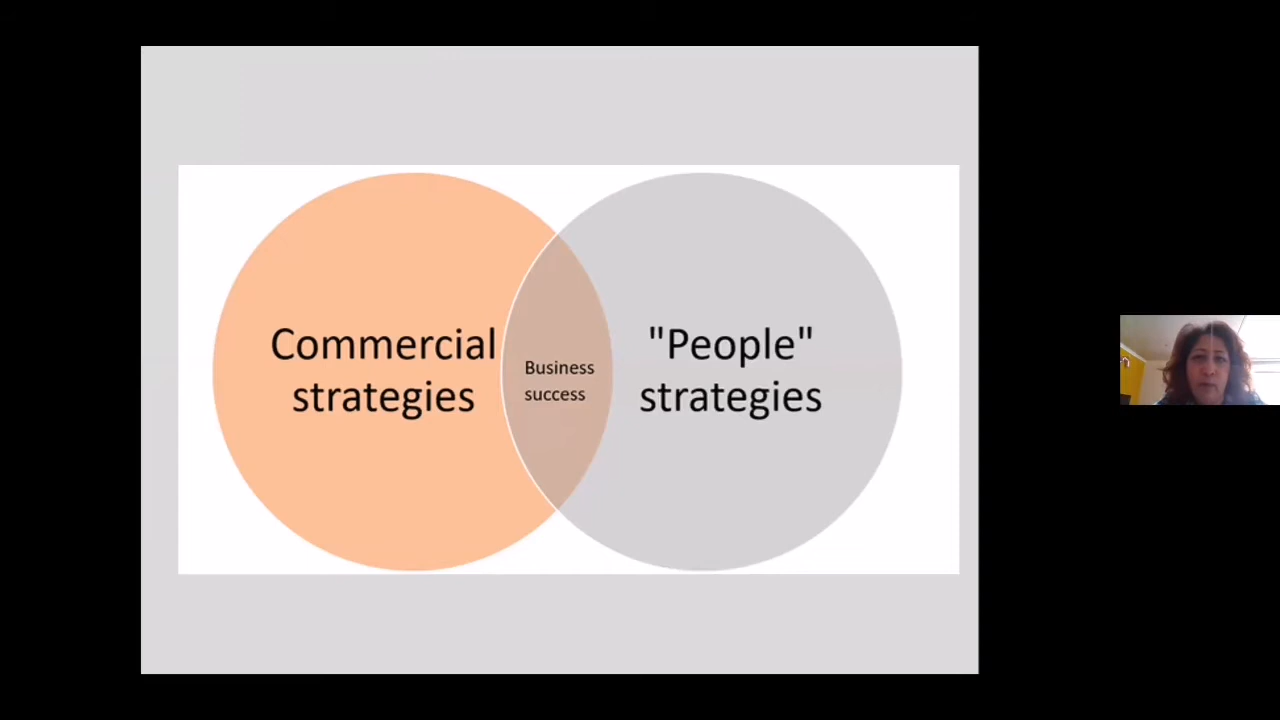 Commercial
strategies
Business
success
"People"
strategies